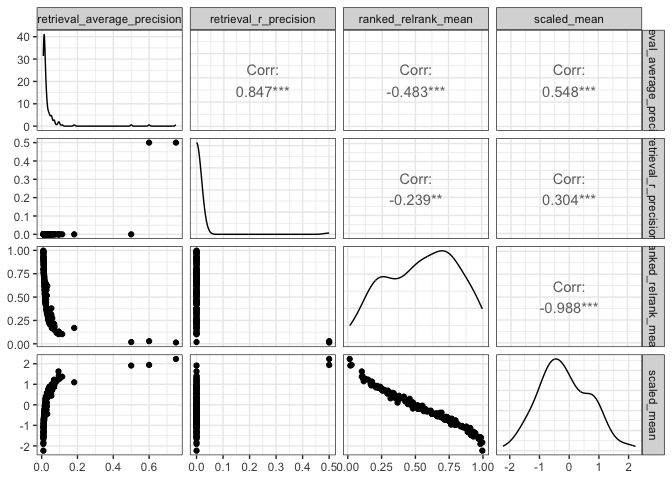 retrieval_average_precision retrieval_r_precision ranked_relrank_mean scaled_mean
40
30
20
10
0
Corr:
0.847***
Corr:
-0.483***
Corr:
0.548***
eval_average_preci
0.5
0.4
0.3
0.2
0.1
0.0
Corr:
-0.239**
Corr:
0.304***
etrieval_r_precision
1.00
0.75
0.50
0.25
0.00
Corr:
-0.988***
anked_relrank_mea
2
1
0
-1
-2
scaled_mean
0.0 0.2 0.4 0.6
0.0 0.1 0.2 0.3 0.4 0.5
0.00 0.25 0.50 0.75 1.00
-2 -1 0 1 2